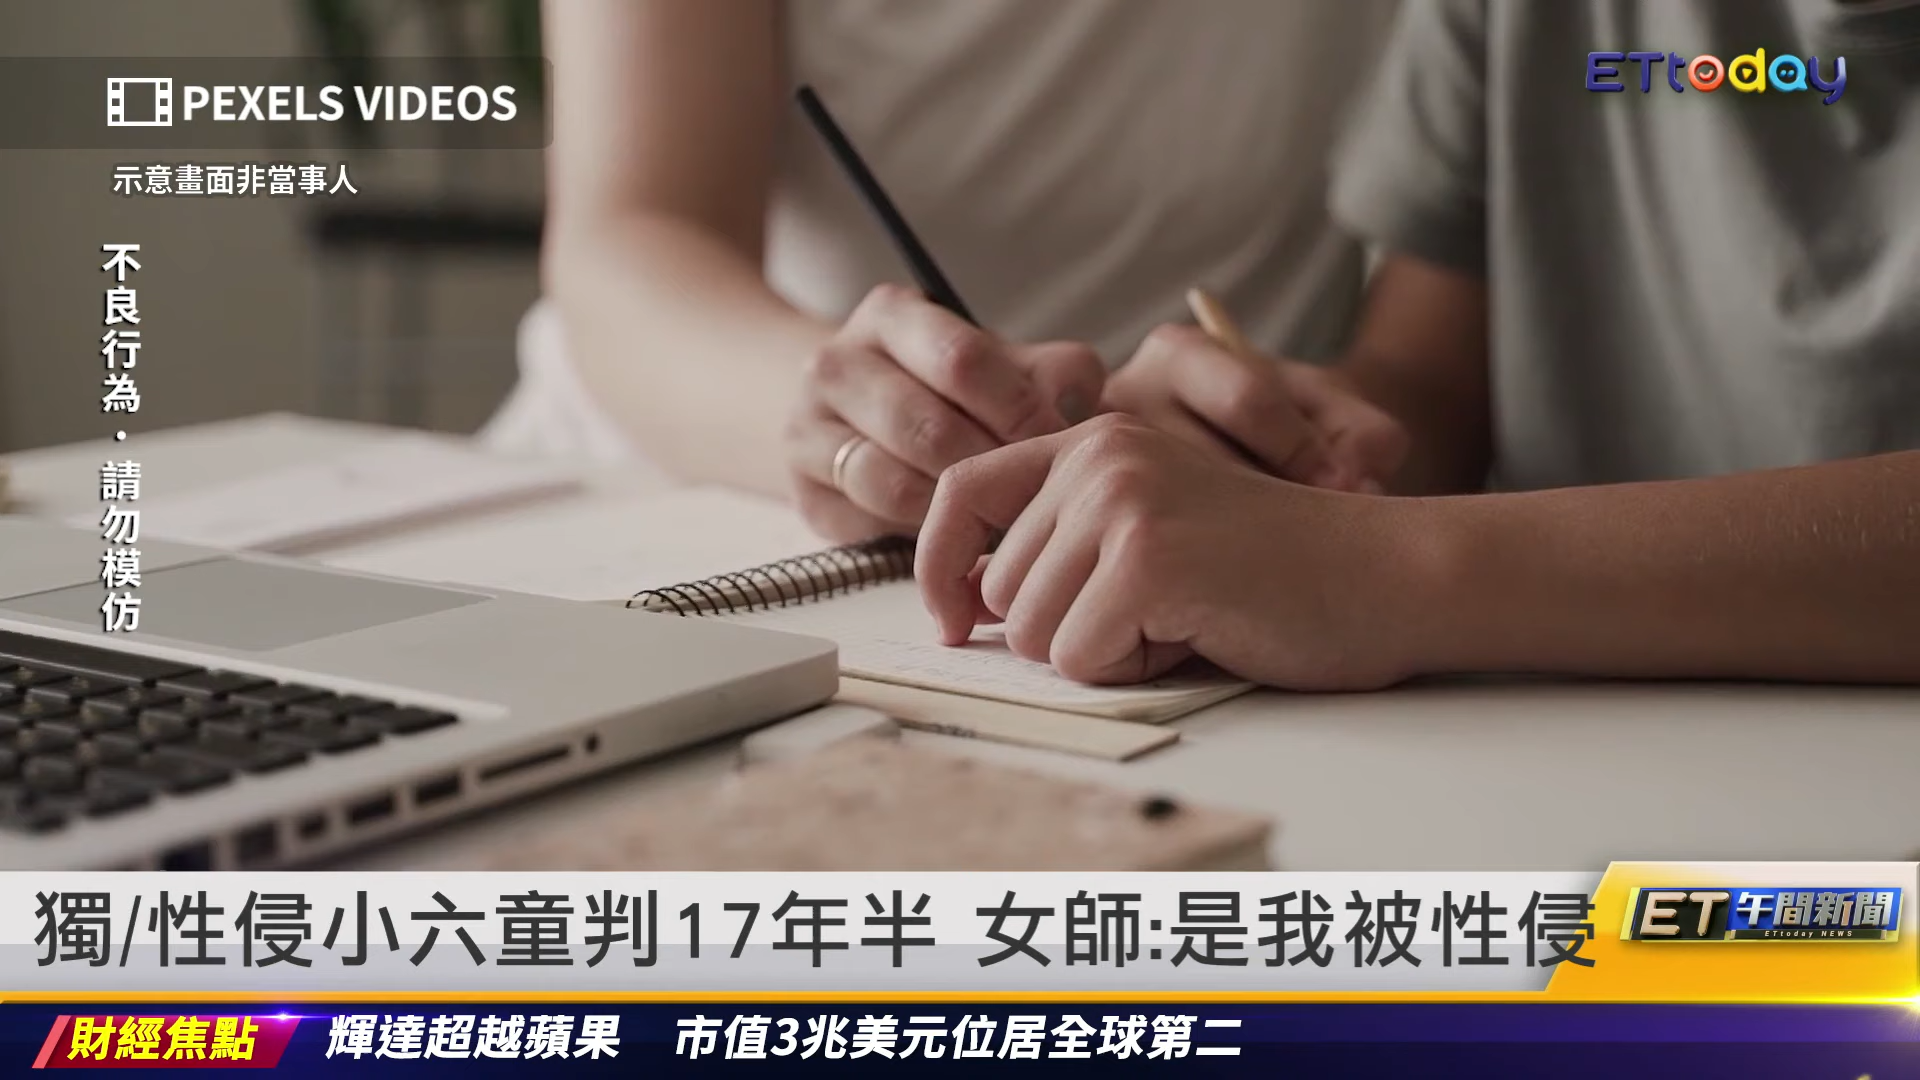 PEXELS VIDEOS
ETtoday
示意畫面非當事人
不良行為·請勿模仿
獨/性侵小六童判17年半 女師:是我被性侵
ET午間新聞
ETtoday NEWS
財經焦點 輝達超越蘋果 市值3兆美元位居全球第二